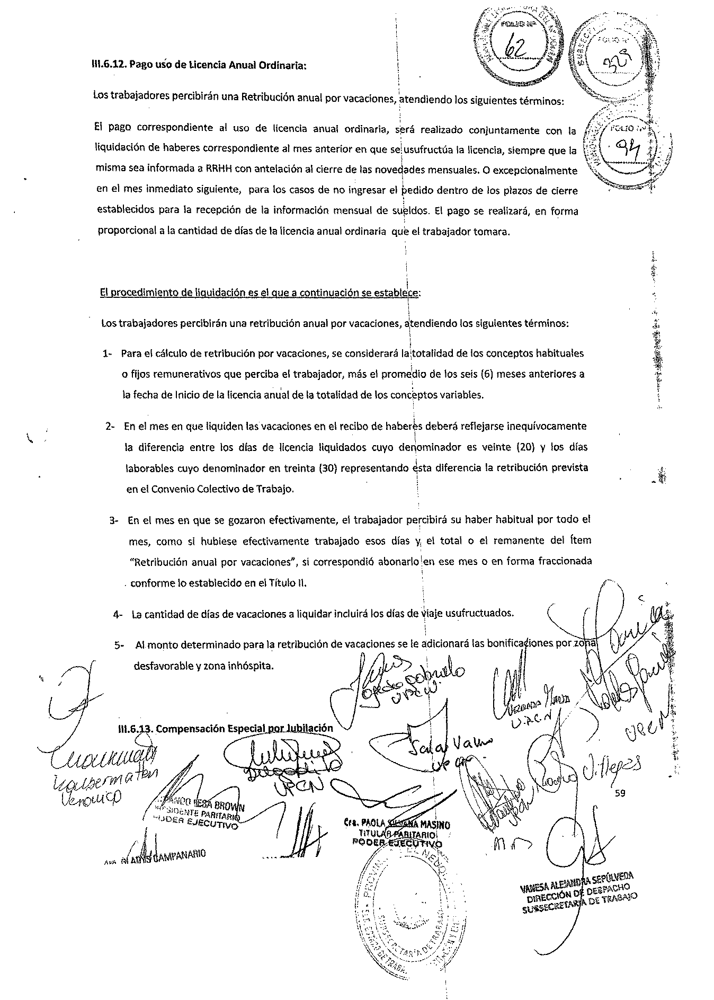 FOLIO Nº
62
SUBSEC
FOLIO Nº
329
FOLIO Nº
94
III.6.12. Pago uso de Licencia Anual Ordinaria:
Los trabajadores percibirán una Retribución anual por vacaciones, atendiendo los siguientes términos:
El pago correspondiente al uso de licencia anual ordinaria, será realizado conjuntamente con la
liquidación de haberes correspondiente al mes anterior en que se usufructúa la licencia, siempre que la
misma sea informada a RRHH con antelación al cierre de las novedades mensuales. O excepcionalmente
en el mes inmediato siguiente, para los casos de no ingresar el pedido dentro de los plazos de cierre
establecidos para la recepción de la información mensual de sueldos. El pago se realizará, en forma
proporcional a la cantidad de días de la licencia anual ordinaria que el trabajador tomara.
El procedimiento de liquidación es el que a continuación se establece:
Los trabajadores percibirán una retribución anual por vacaciones, atendiendo los siguientes términos:
1- Para el cálculo de retribución por vacaciones, se considerará la totalidad de los conceptos habituales
o fijos remunerativos que perciba el trabajador, más el promedio de los seis (6) meses anteriores a
la fecha de Inicio de la licencia anual de la totalidad de los conceptos variables.
2- En el mes en que liquiden las vacaciones en el recibo de haberes deberá reflejarse inequívocamente
la diferencia entre los días de licencia liquidados cuyo denominador es veinte (20) y los días
laborables cuyo denominador en treinta (30) representando ésta diferencia la retribución prevista
en el Convenio Colectivo de Trabajo.
3- En el mes en que se gozaron efectivamente, el trabajador percibirá su haber habitual por todo el
mes, como si hubiese efectivamente trabajado esos días y, el total o el remanente del ítem
"Retribución anual por vacaciones", si correspondió abonarlo en ese mes o en forma fraccionada
conforme lo establecido en el Título II.
4- La cantidad de días de vacaciones a liquidar incluirá los días de viaje usufructuados.
5- Al monto determinado para la retribución de vacaciones se le adicionará las bonificaciones por zona
desfavorable y zona inhóspita.
UPCN
U.P.C.N
UPCN
III.6.13. Compensación Especial por Jubilación
Salas
UPCN
Verónica
UPCN
Villegas
59
BROWN
PARITARIO
PODER EJECUTIVO
Cra. PAOLA SILVANA MASINO
TITULAR PARITARIO
PODER EJECUTIVO
CAMPANARIO
SUBSECRETARÍA DE TRABAJO
VANESA ALEJANDRA SEPÚLVEDA
DIRECCIÓN DE DESPACHO
SUBSECRETARÍA DE TRABAJO